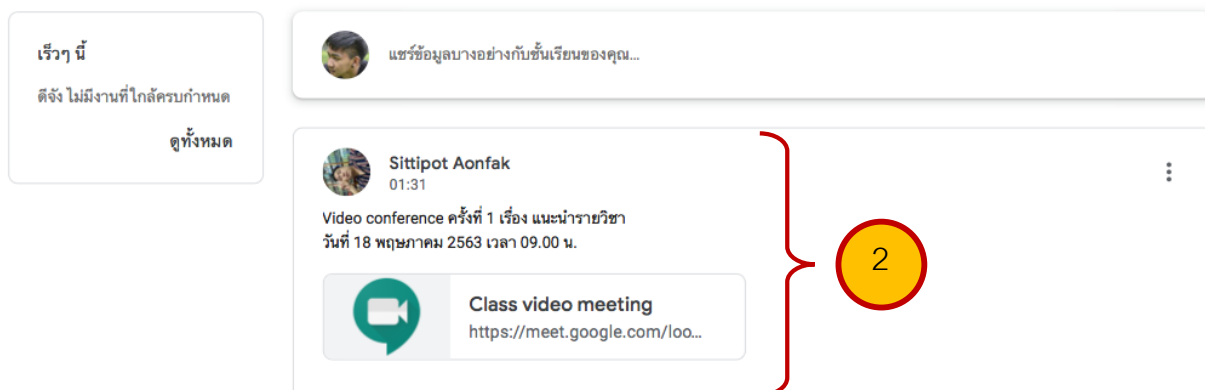 เร็วๆ นี้
ดีจัง ไม่มีงานที่ใกล้ครบกำหนด
ดูทั้งหมด
แชร์ข้อมูลบางอย่างกับชั้นเรียนของคุณ...
Sittipot Aonfak
01:31
Video conference ครั้งที่ 1 เรื่อง แนะนำรายวิชา
วันที่ 18 พฤษภาคม 2563 เวลา 09.00 น.
Class video meeting
https://meet.google.com/loo...
2